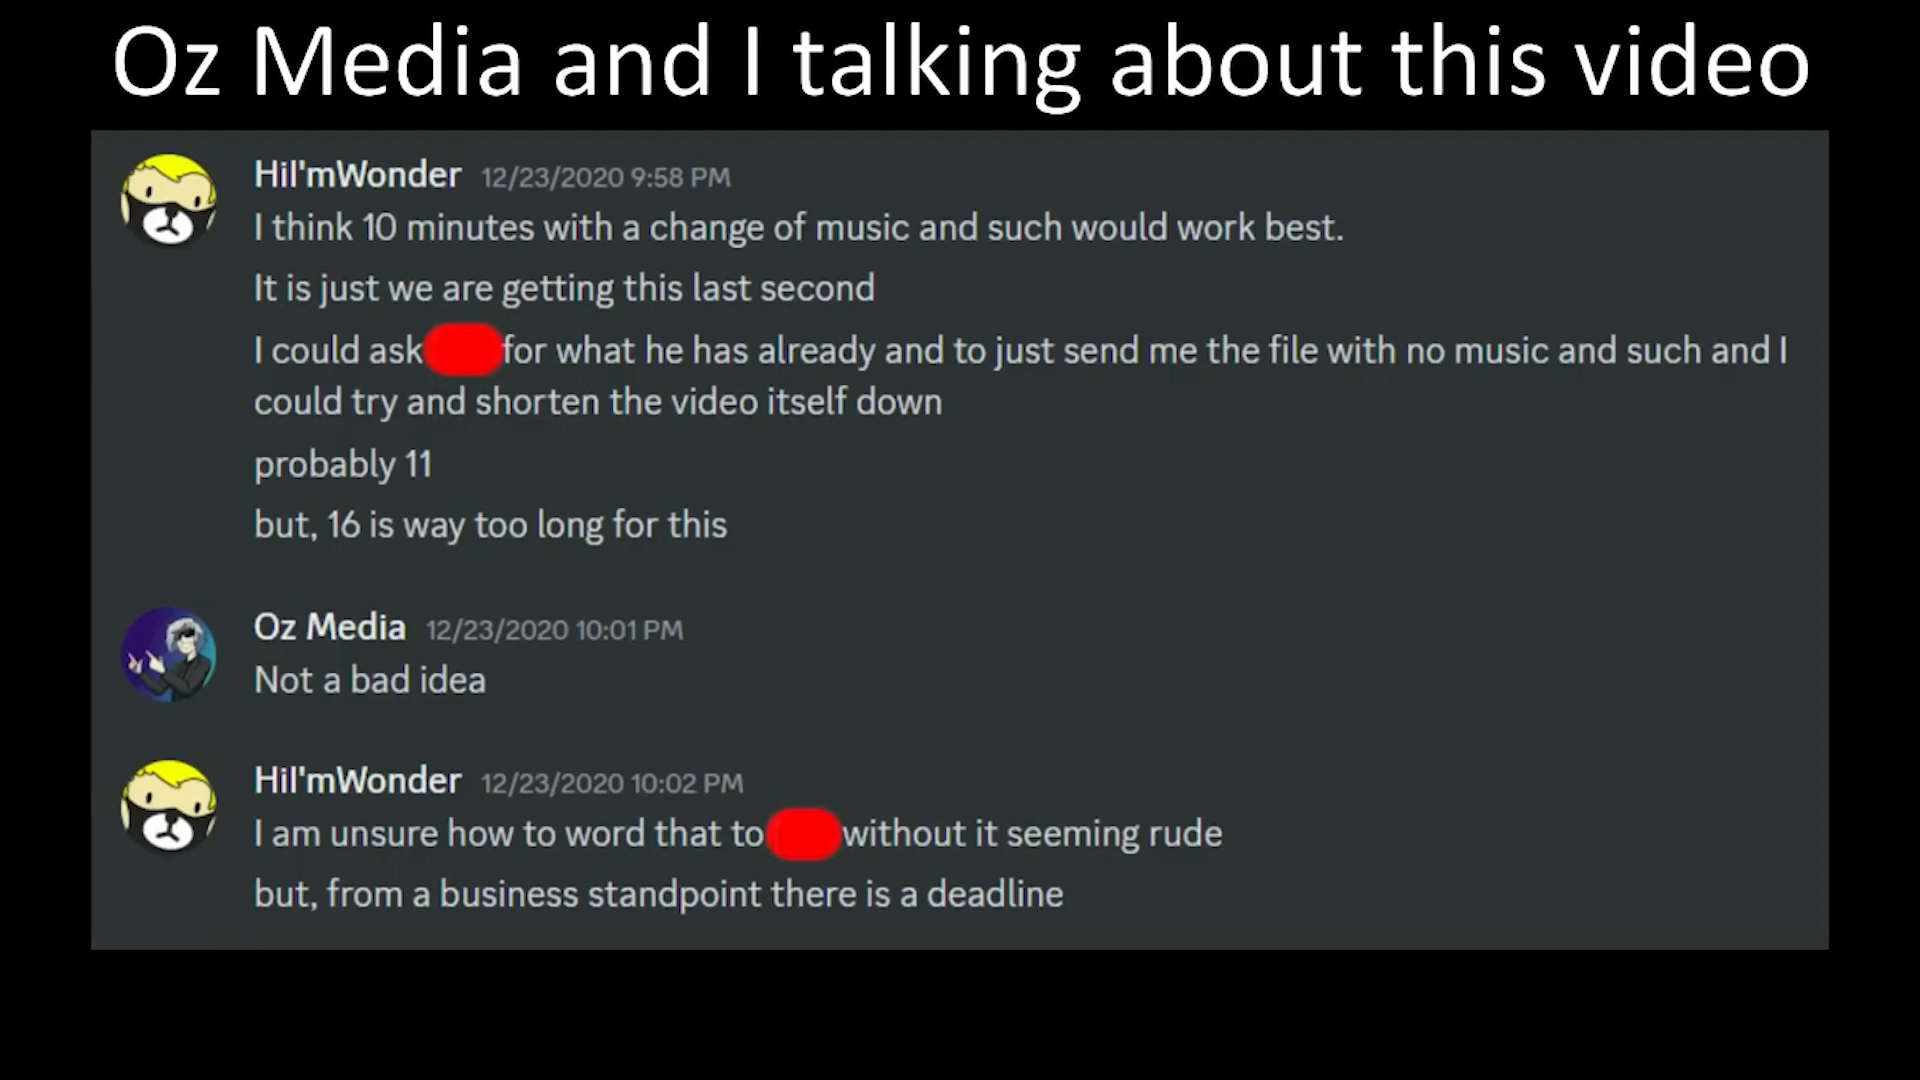 Oz Media and I talking about this video
HiI'mWonder 12/23/2020 9:58 PM
I think 10 minutes with a change of music and such would work best.
It is just we are getting this last second
I could ask for what he has already and to just send me the file with no music and such and I
could try and shorten the video itself down
probably 11
but, 16 is way too long for this
Oz Media 12/23/2020 10:01 PM
Not a bad idea
HiI'mWonder 12/23/2020 10:02 PM
I am unsure how to word that to without it seeming rude
but, from a business standpoint there is a deadline